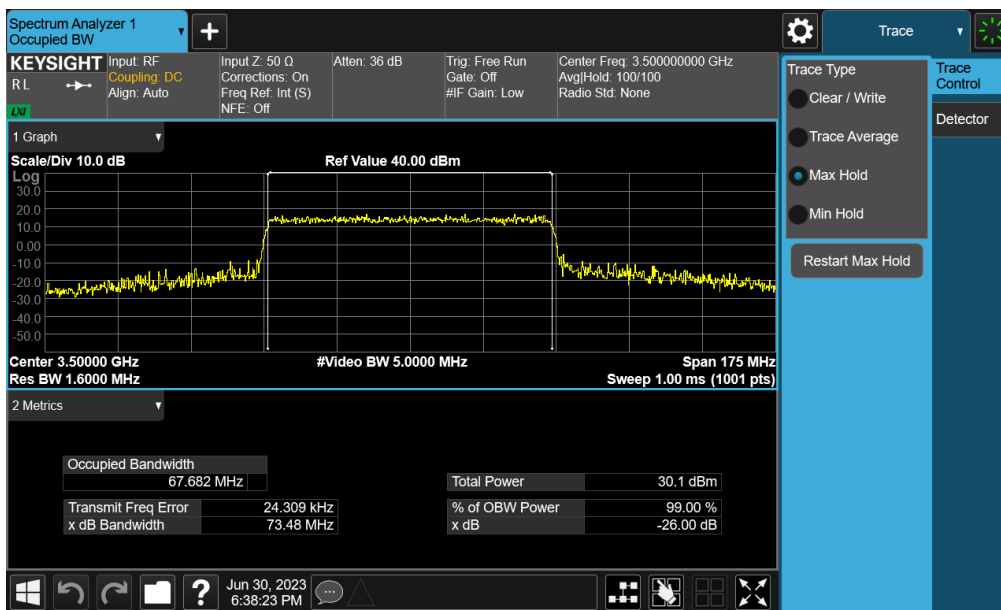 Spectrum Analyzer 1
Occupied BW
+
Trace
KEYSIGHT
RL
LXI
Input: RF
Coupling: DC
Align: Auto
Input Z: 50 Ω
Corrections: On
Freq Ref: Int (S)
NFE: Off
Atten: 36 dB
Trig: Free Run
Gate: Off
#IF Gain: Low
Center Freq: 3.500000000 GHz
Avg|Hold: 100/100
Radio Std: None
Trace Type
Clear / Write
Trace Average
Max Hold
Min Hold
Restart Max Hold
Trace
Control
Detector
1 Graph
Scale/Div 10.0 dB
Ref Value 40.00 dBm
Log
30.0
20.0
10.0
0.00
-10.0
-20.0
-30.0
-40.0
-50.0
Center 3.50000 GHz
#Video BW 5.0000 MHz
Span 175 MHz
Res BW 1.6000 MHz
Sweep 1.00 ms (1001 pts)
2 Metrics
Occupied Bandwidth
67.682 MHz
Total Power 30.1 dBm
Transmit Freq Error 24.309 kHz
% of OBW Power 99.00 %
x dB Bandwidth 73.48 MHz
x dB -26.00 dB
?
Jun 30, 2023
6:38:23 PM